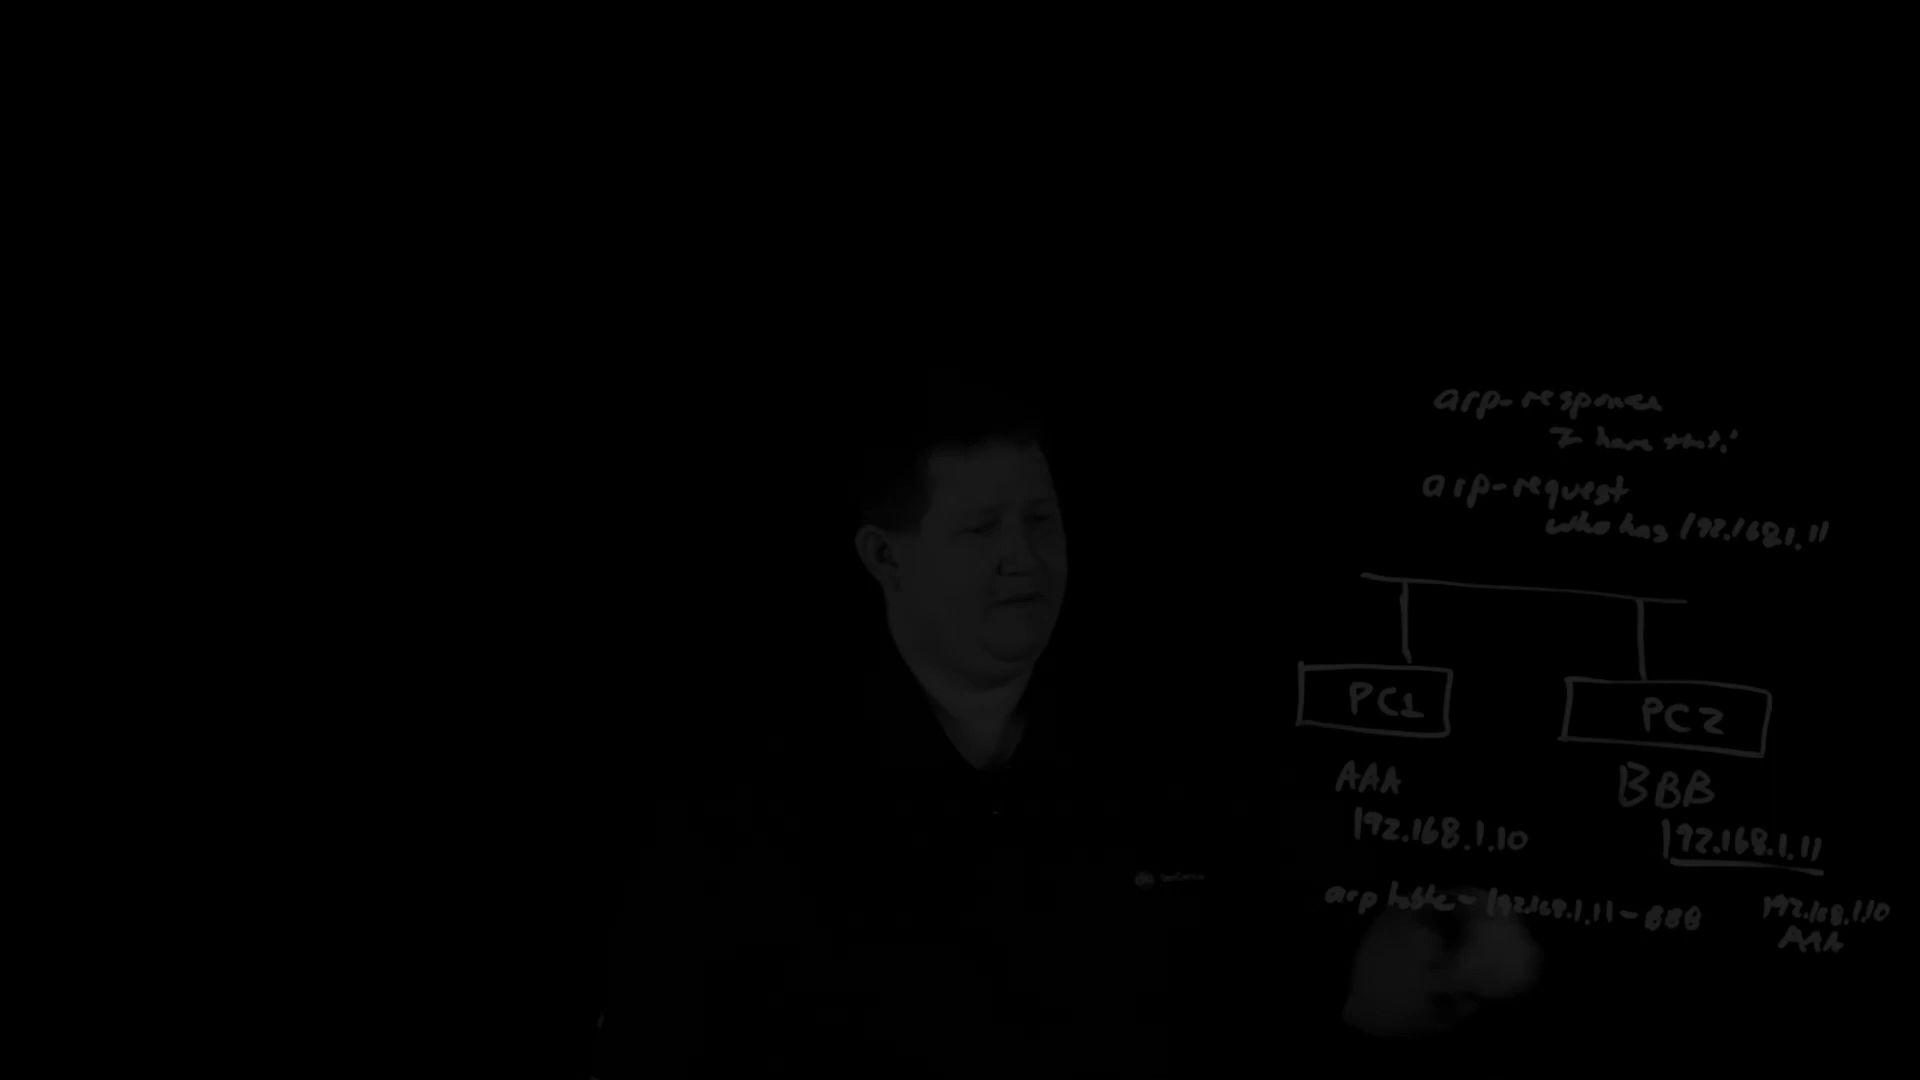 arp-response
I have that!
arp-request
who has 192.168.1.11
PC1
PC2
AAA
BBB
192.168.1.10
192.168.1.11
arp table - 192.168.1.11 - BBB
192.168.1.10
AAA